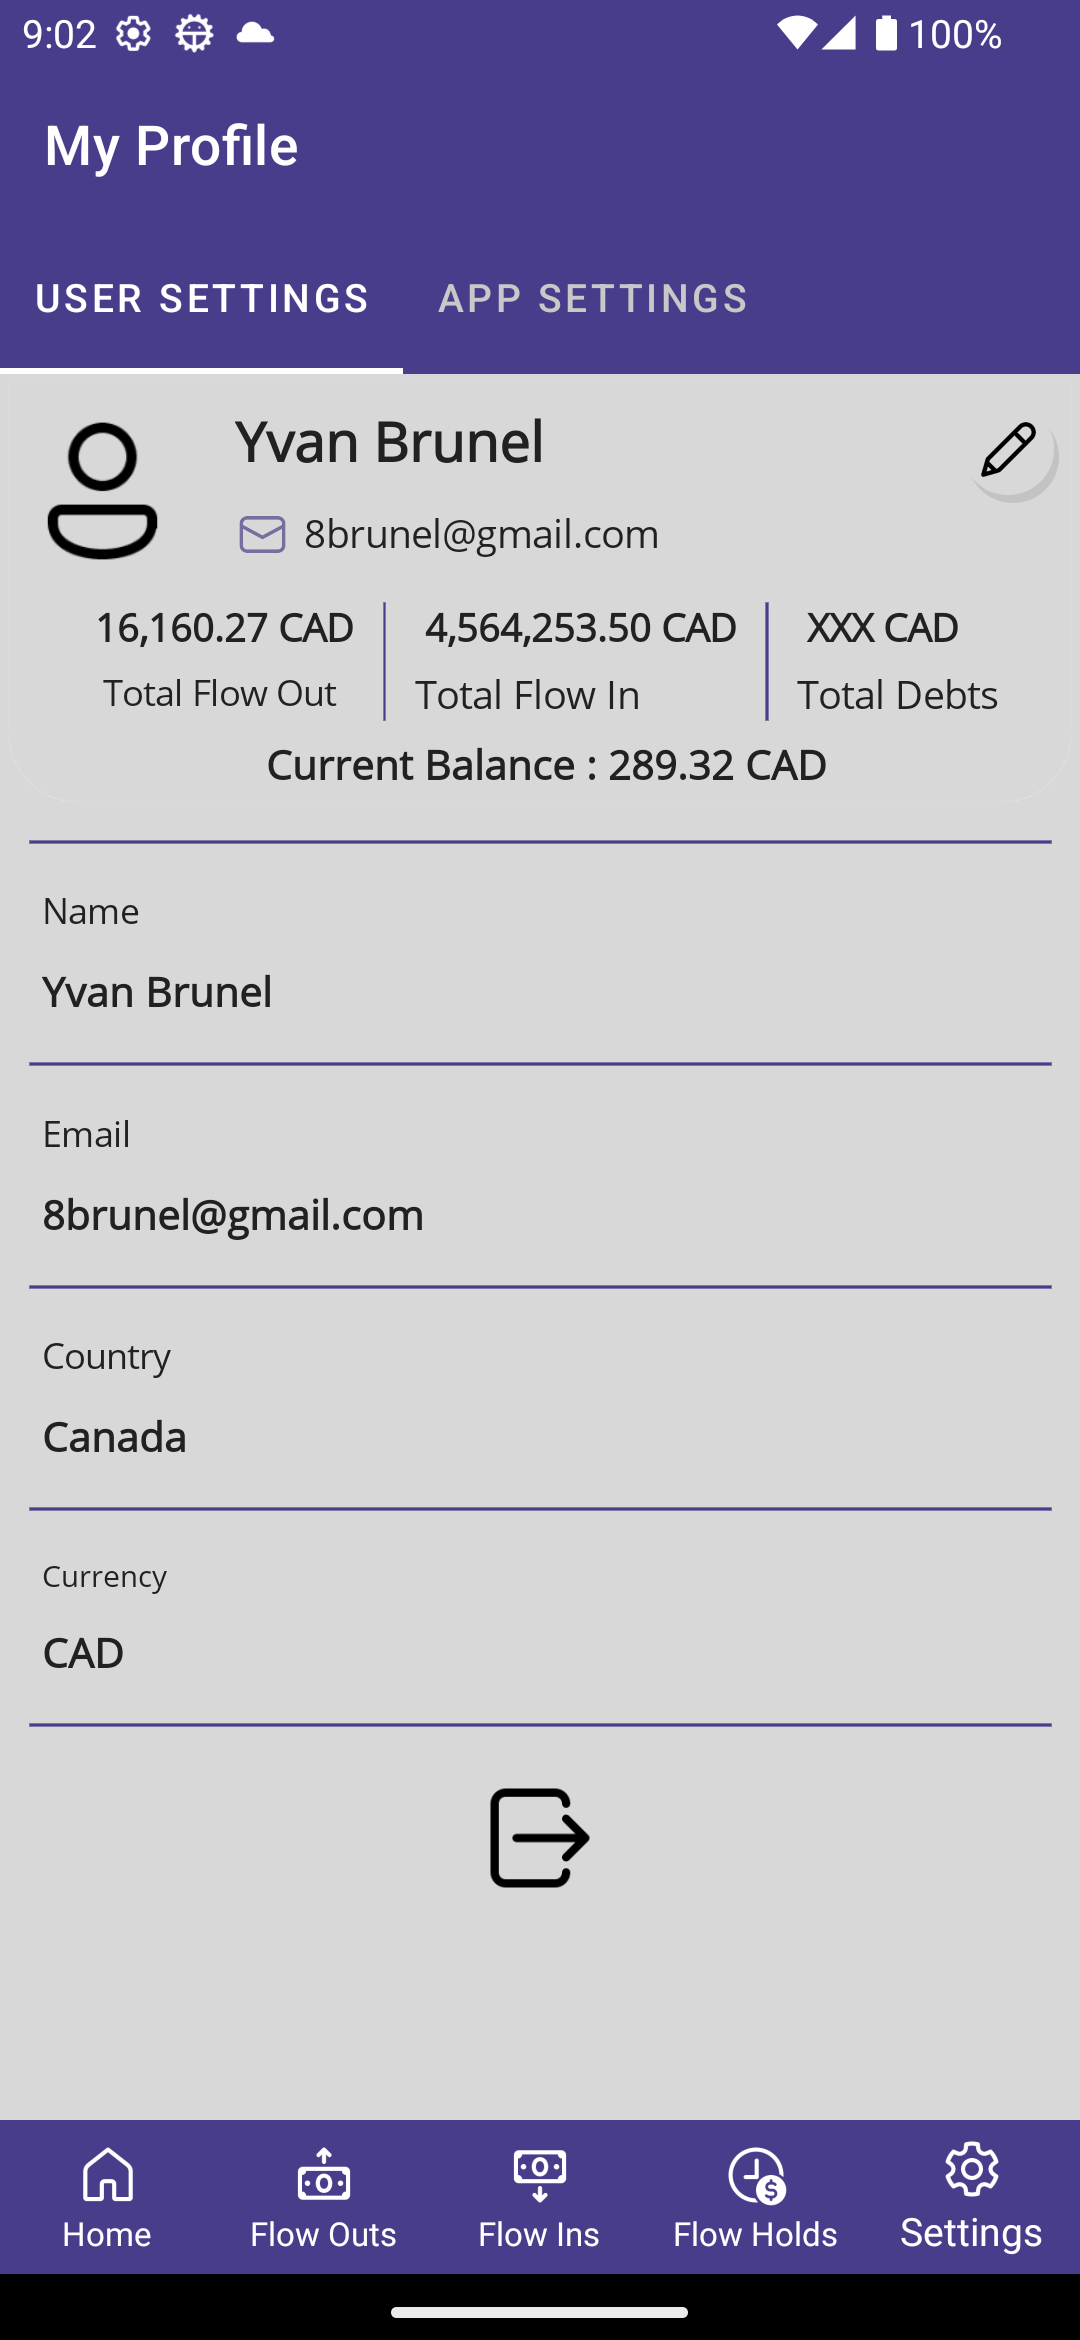 9:02 100%
My Profile
USER SETTINGS APP SETTINGS
Yvan Brunel
8brunel@gmail.com
16,160.27 CAD 4,564,253.50 CAD XXX CAD
Total Flow Out Total Flow In Total Debts
Current Balance : 289.32 CAD
Name
Yvan Brunel
Email
8brunel@gmail.com
Country
Canada
Currency
CAD
Home Flow Outs Flow Ins Flow Holds Settings